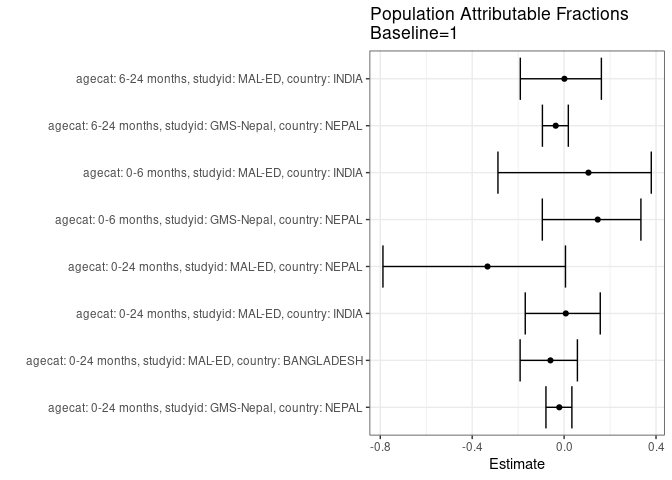 Population Attributable Fractions
Baseline=1
agecat: 6-24 months, studyid: MAL-ED, country: INDIA
agecat: 6-24 months, studyid: GMS-Nepal, country: NEPAL
agecat: 0-6 months, studyid: MAL-ED, country: INDIA
agecat: 0-6 months, studyid: GMS-Nepal, country: NEPAL
agecat: 0-24 months, studyid: MAL-ED, country: NEPAL
agecat: 0-24 months, studyid: MAL-ED, country: INDIA
agecat: 0-24 months, studyid: MAL-ED, country: BANGLADESH
agecat: 0-24 months, studyid: GMS-Nepal, country: NEPAL
-0.8 -0.4 0.0 0.4
Estimate